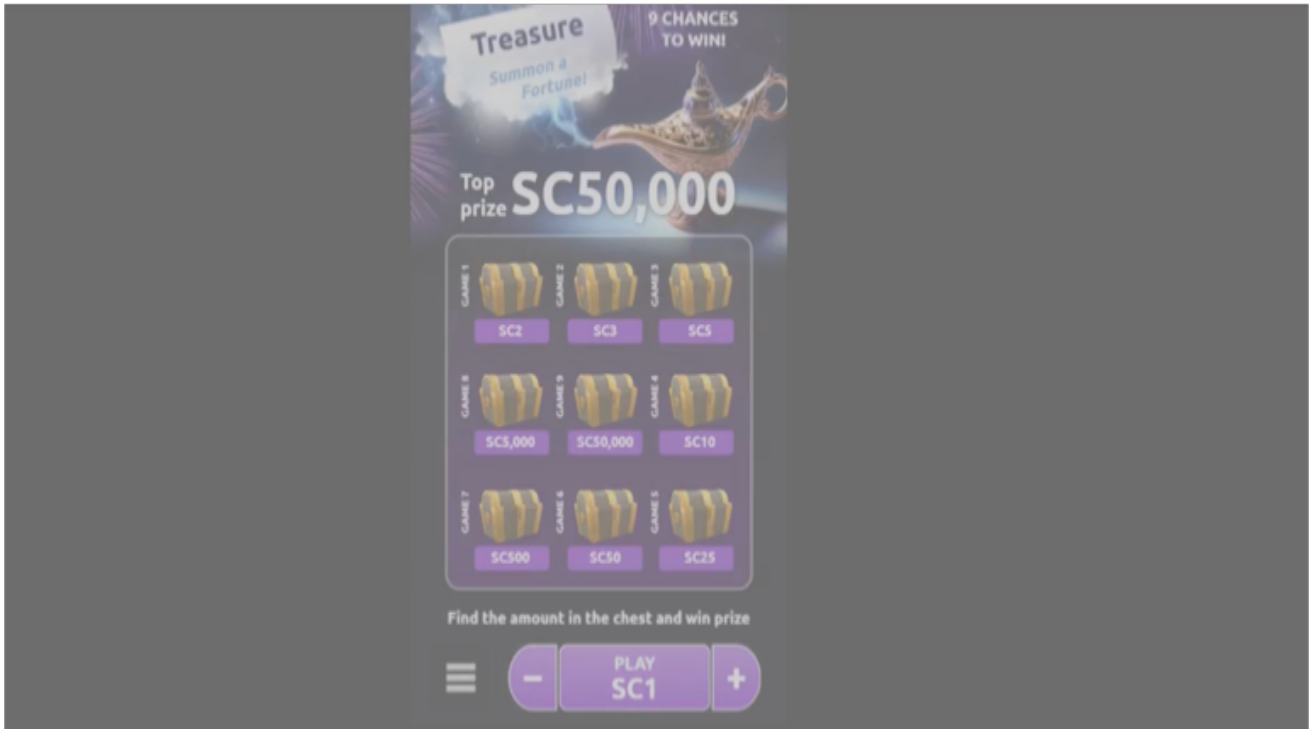 Treasure
Summon a
Fortune!
9 CHANCES
TO WIN!
Top
prize
SC50,000
GAME 1
SC2
GAME 2
SC3
GAME 3
SC5
GAME 8
SC5,000
GAME 9
SC50,000
GAME 4
SC10
GAME 7
SC500
GAME 6
SC50
GAME 5
SC25
Find the amount in the chest and win prize
PLAY
SC1